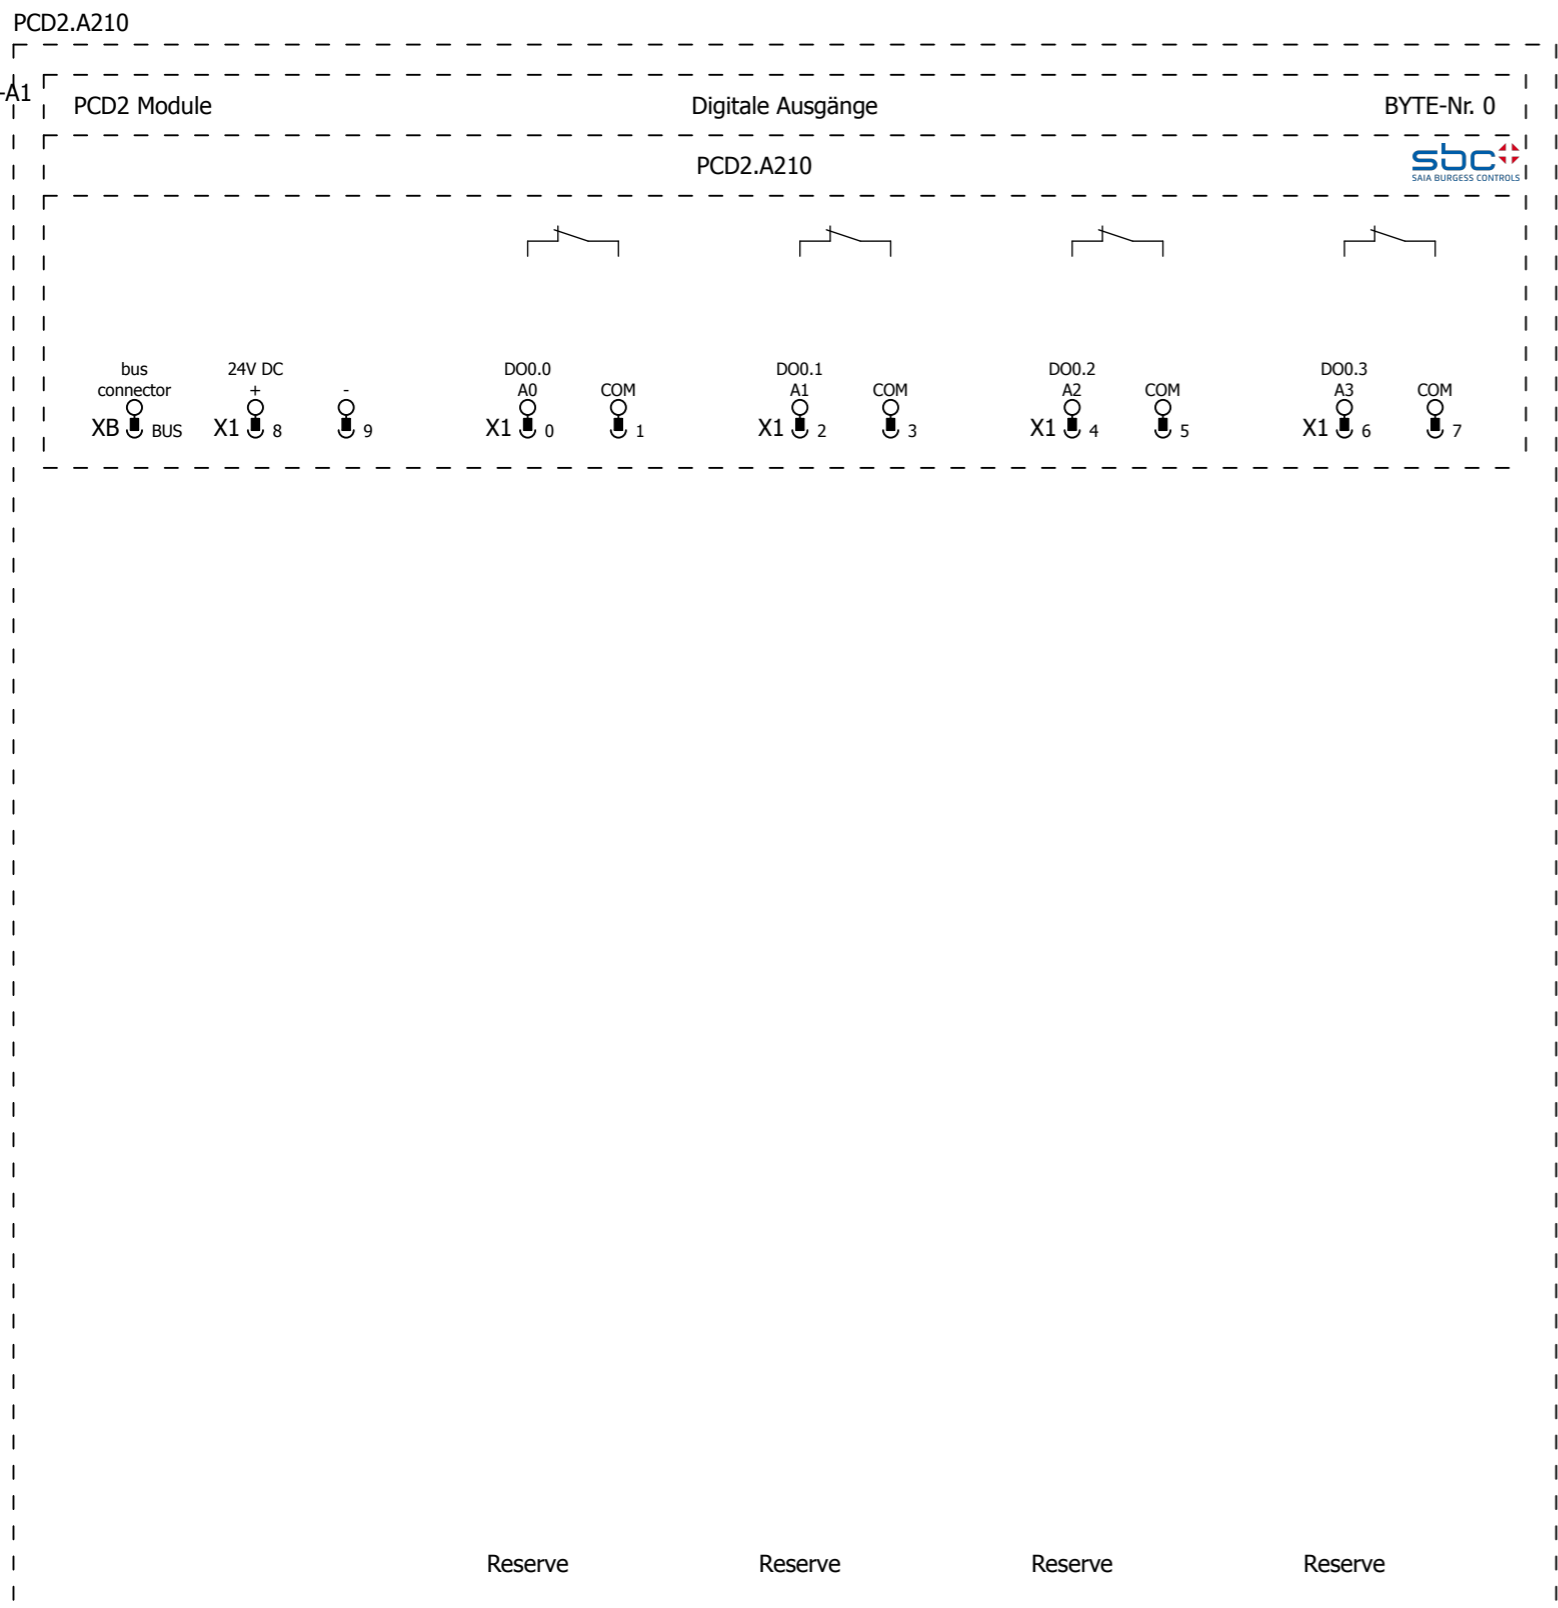 PCD2.A210
-A1
PCD2 Module Digitale Ausgänge BYTE-Nr. 0
PCD2.A210
sbc
SAIA BURGESS CONTROLS
bus 24V DC DO0.0 DO0.1 DO0.2 DO0.3
connector + - A0 COM A1 COM A2 COM A3 COM
XB BUS X1 8 9 X1 0 1 X1 2 3 X1 4 5 X1 6 7
Reserve Reserve Reserve Reserve